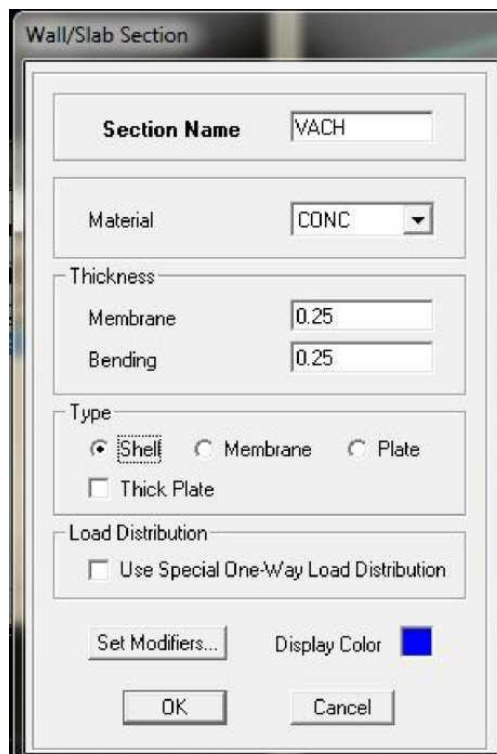 Wall/Slab Section
Section Name VACH
Material CONC
Thickness
Membrane 0.25
Bending 0.25
Type
Shell Membrane Plate
Thick Plate
Load Distribution
Use Special One-Way Load Distribution
Set Modifiers... Display Color
OK Cancel